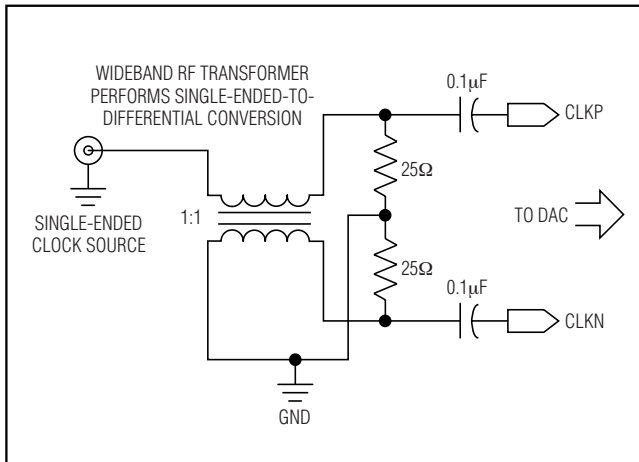 WIDEBAND RF TRANSFORMER
PERFORMS SINGLE-ENDED-TO-
DIFFERENTIAL CONVERSION
0.1μF
CLKP
25Ω
SINGLE-ENDED
CLOCK SOURCE
1:1
TO DAC
25Ω
0.1μF
CLKN
GND